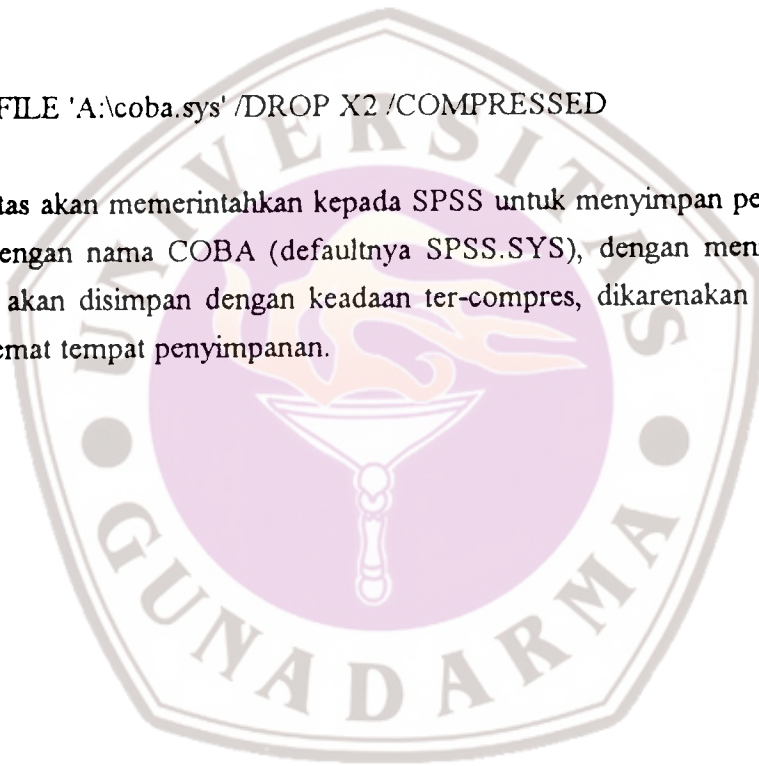 FILE 'A:\coba.sys' /DROP X2 /COMPRESSED
tas akan memerintahkan kepada SPSS untuk menyimpan pe
engan nama COBA (defaultnya SPSS.SYS), dengan men
akan disimpan dengan keadaan ter-compres, dikarenakan
emat tempat penyimpanan.
UNIVERSITAS
GUNADARMA